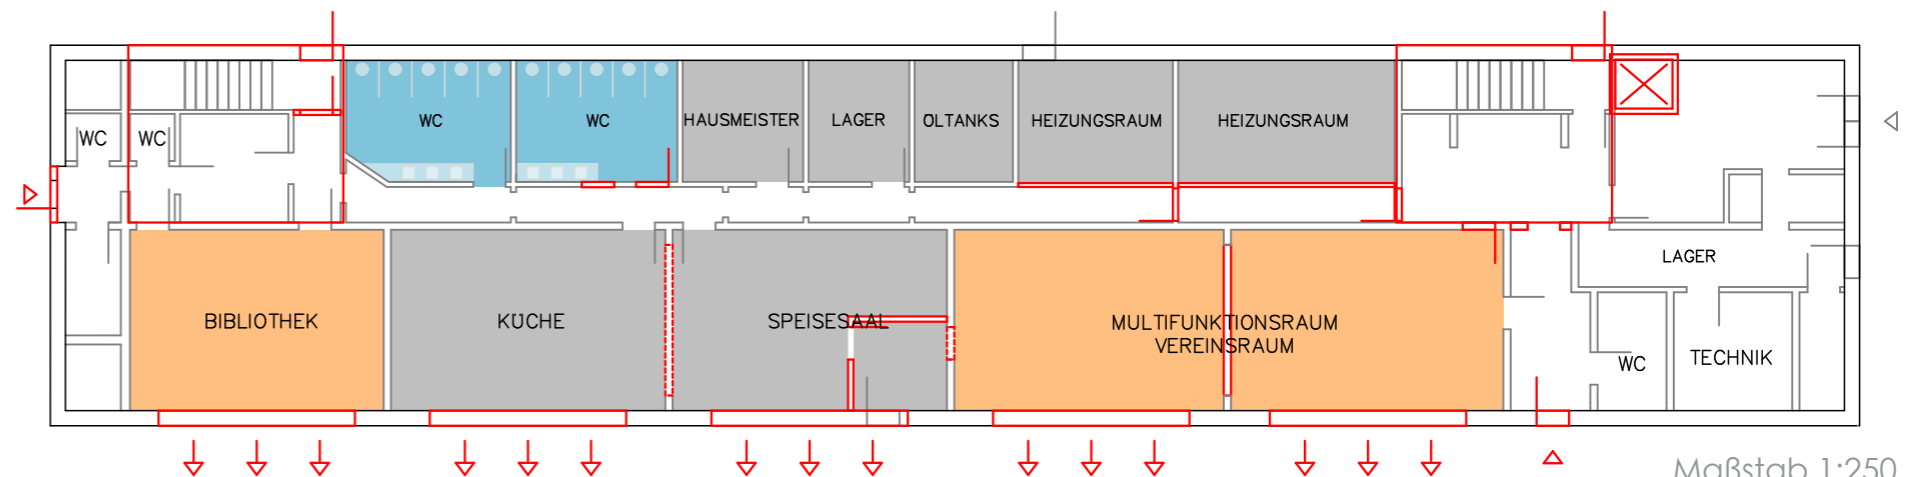 WC
WC
WC
WC
HAUSMEISTER
LAGER
OLTANKS
HEIZUNGSRAUM
HEIZUNGSRAUM
LAGER
BIBLIOTHEK
KÜCHE
SPEISESAAL
MULTIFUNKTIONSRAUM
VEREINSRAUM
WC
TECHNIK
Maßstab 1:250